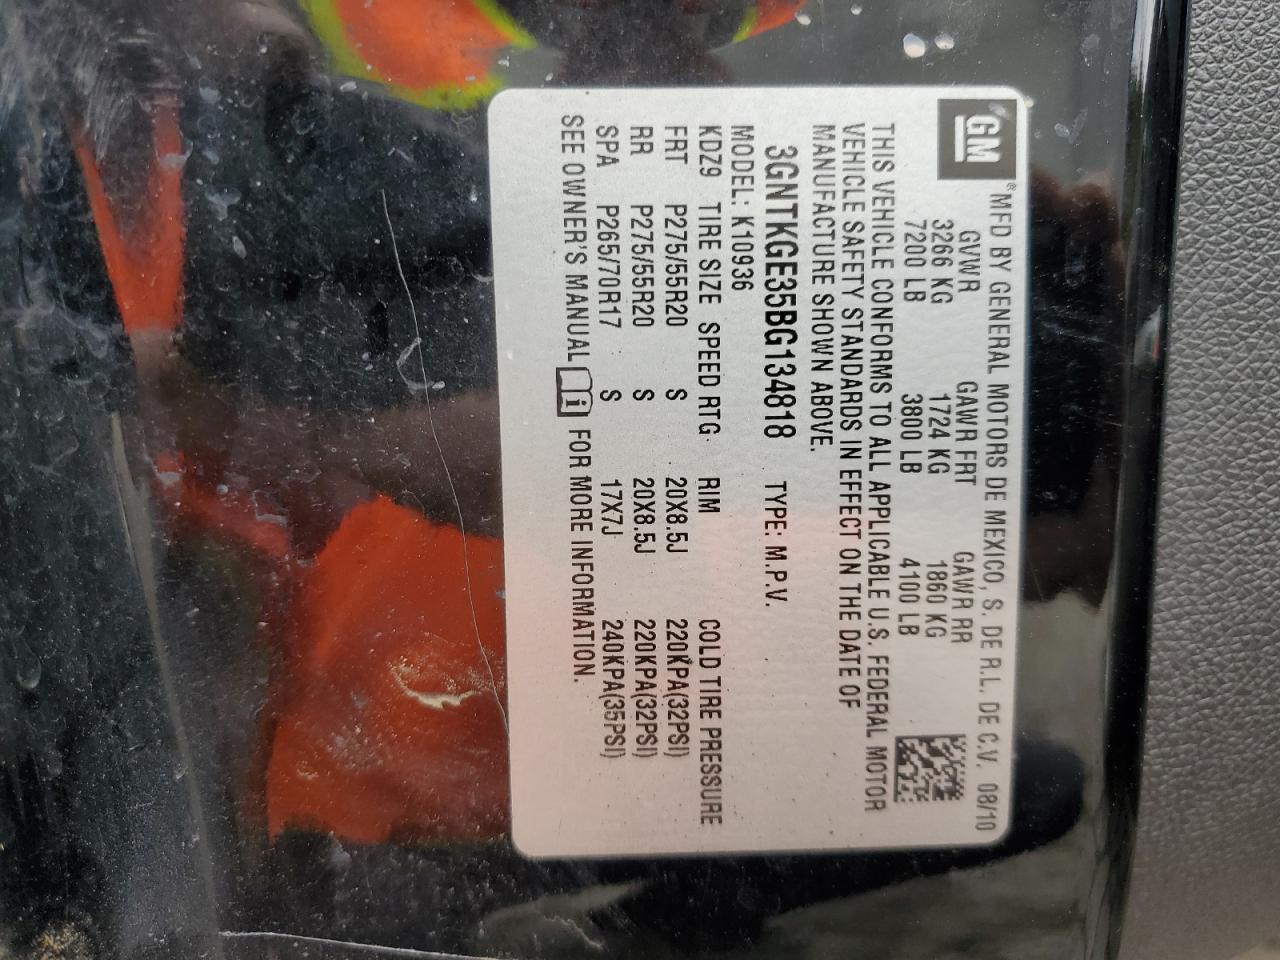 GM
® MFD BY GENERAL MOTORS DE MEXICO, S. DE R.L. DE C.V. 08/10
GVWR GAWR FRT GAWR RR
3266 KG 1724 KG 1860 KG
7200 LB 3800 LB 4100 LB
THIS VEHICLE CONFORMS TO ALL APPLICABLE U.S. FEDERAL MOTOR
VEHICLE SAFETY STANDARDS IN EFFECT ON THE DATE OF
MANUFACTURE SHOWN ABOVE.
3GNTKGE35BG134818 TYPE: M.P.V.
MODEL: K10936
KDZ9 TIRE SIZE SPEED RTG RIM COLD TIRE PRESSURE
FRT P275/55R20 S 20X8.5J 220KPA(32PSI)
RR P275/55R20 S 20X8.5J 220KPA(32PSI)
SPA P265/70R17 S 17X7J 240KPA(35PSI)
SEE OWNER'S MANUAL i FOR MORE INFORMATION.